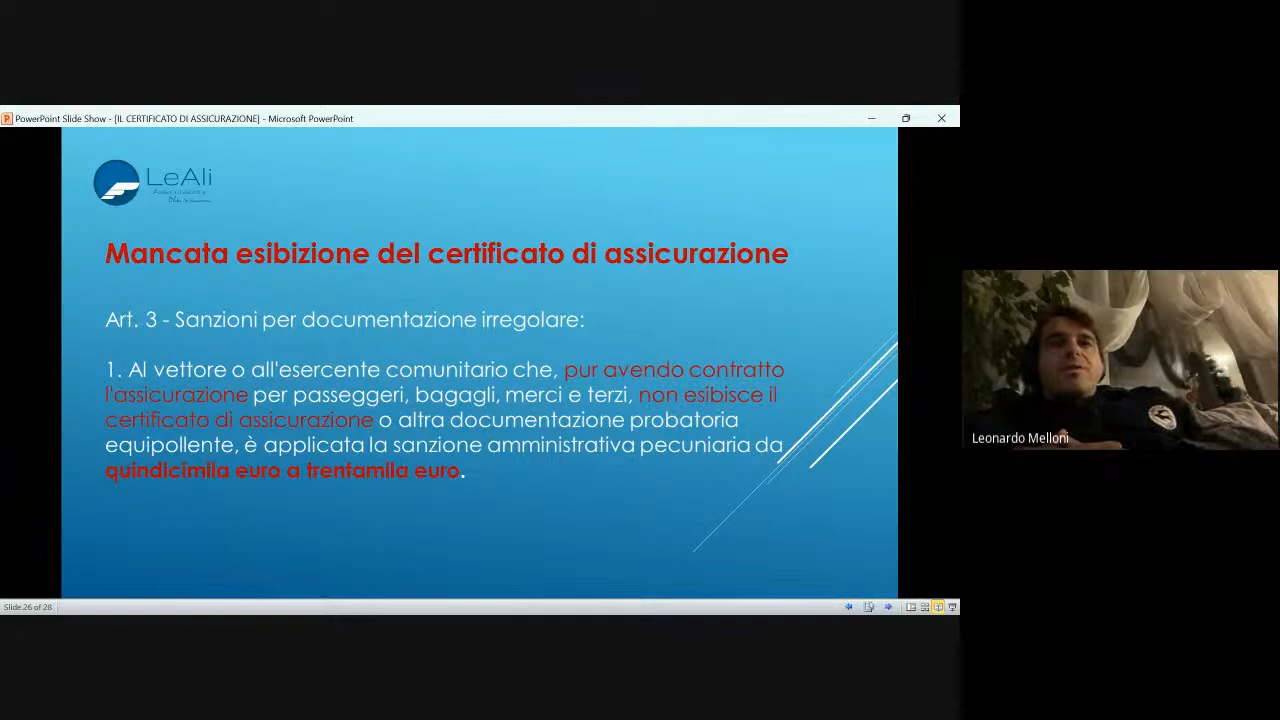 PowerPoint Slide Show - [IL CERTIFICATO DI ASSICURAZIONE] - Microsoft PowerPoint
LeAli
Assicurazioni
Mancata esibizione del certificato di assicurazione
Art. 3 - Sanzioni per documentazione irregolare:
1. Al vettore o all'esercente comunitario che, pur avendo contratto
l'assicurazione per passeggeri, bagagli, merci e terzi, non esibisce il
certificato di assicurazione o altra documentazione probatoria
equipollente, è applicata la sanzione amministrativa pecuniaria da
quindicimila euro a trentamila euro.
Leonardo Melloni
Slide 26 of 28